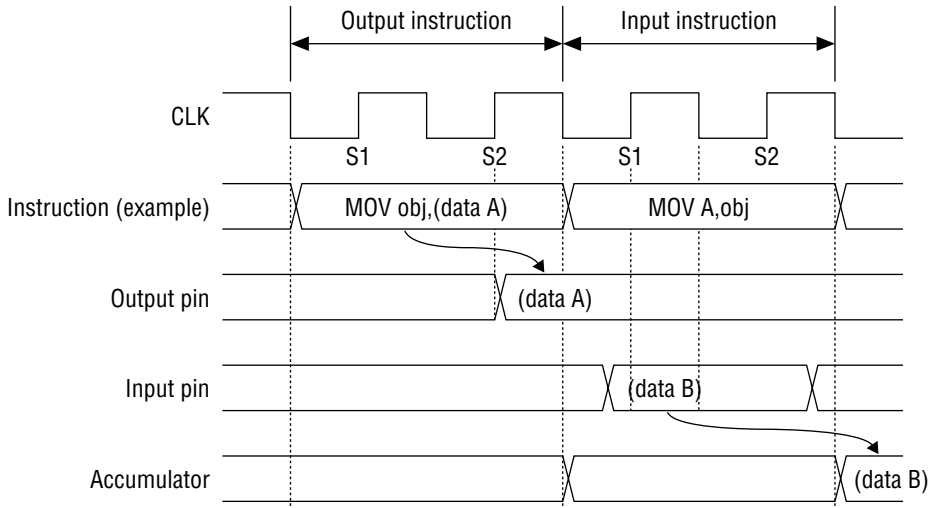 Output instruction Input instruction
CLK
S1 S2 S1 S2
Instruction (example) MOV obj,(data A) MOV A,obj
Output pin (data A)
Input pin (data B)
Accumulator (data B)